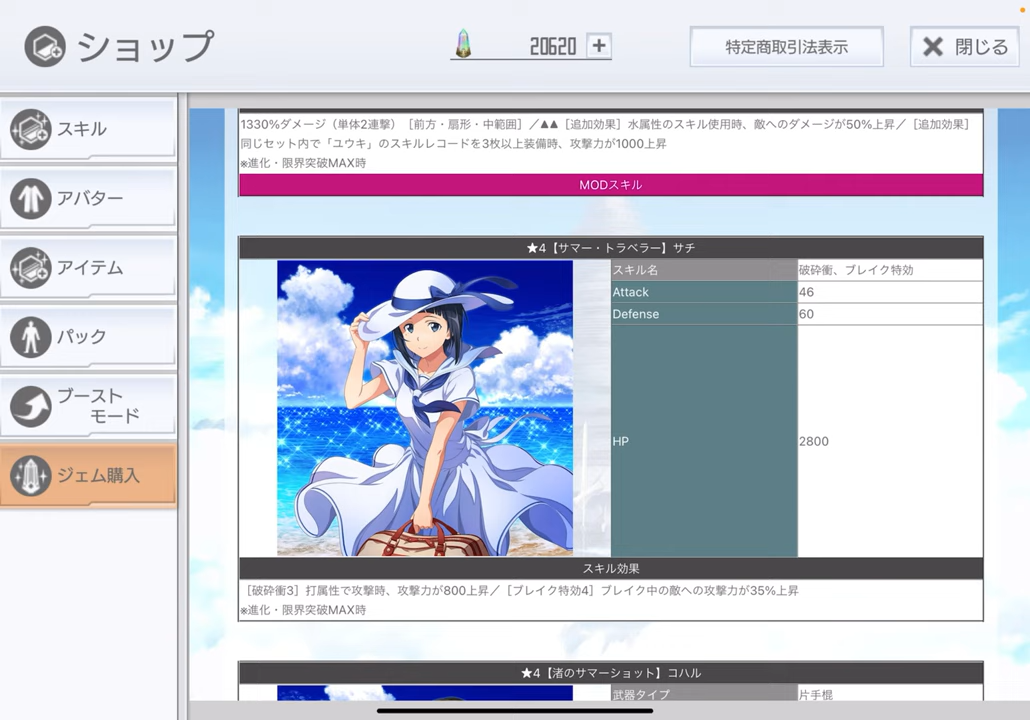 ショップ
20620
特定商取引法表示
閉じる
スキル
アバター
アイテム
パック
ブースト
モード
ジェム購入
1330%ダメージ（単体2連撃）［前方・扇形・中範囲］／▲▲［追加効果］水属性のスキル使用時、敵へのダメージが50%上昇／［追加効果］
同じセット内で「ユウキ」のスキルレコードを3枚以上装備時、攻撃力が1000上昇
※進化・限界突破MAX時
MODスキル
★4【サマー・トラベラー】サチ
スキル名 破砕衝、ブレイク特効
Attack 46
Defense 60
HP 2800
スキル効果
［破砕衝3］打属性で攻撃時、攻撃力が800上昇／［ブレイク特効4］ブレイク中の敵への攻撃力が35%上昇
※進化・限界突破MAX時
★4【渚のサマーショット】コハル
武器タイプ 片手棍